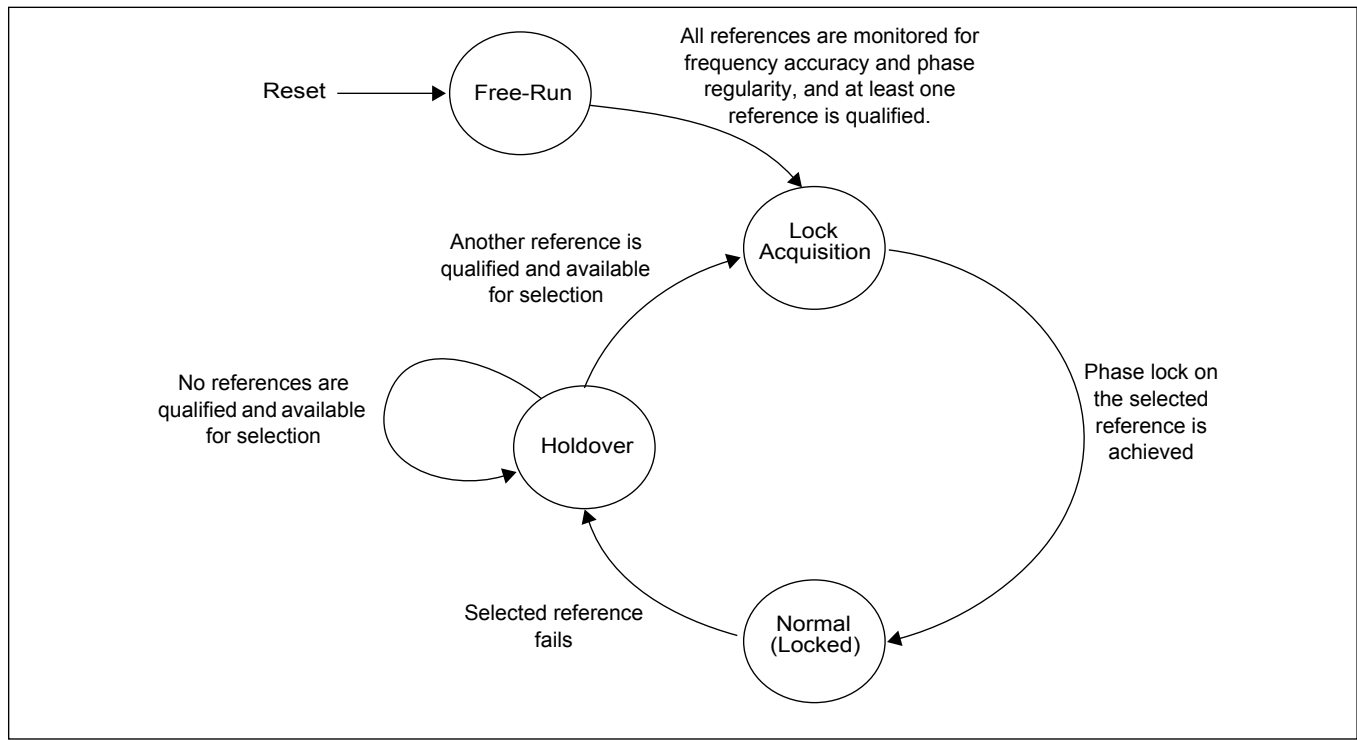 All references are monitored for
frequency accuracy and phase
regularity, and at least one
reference is qualified.
Reset
Free-Run
Lock
Acquisition
Another reference is
qualified and available
for selection
No references are
qualified and available
for selection
Phase lock on
the selected
reference is
achieved
Holdover
Selected reference
fails
Normal
(Locked)